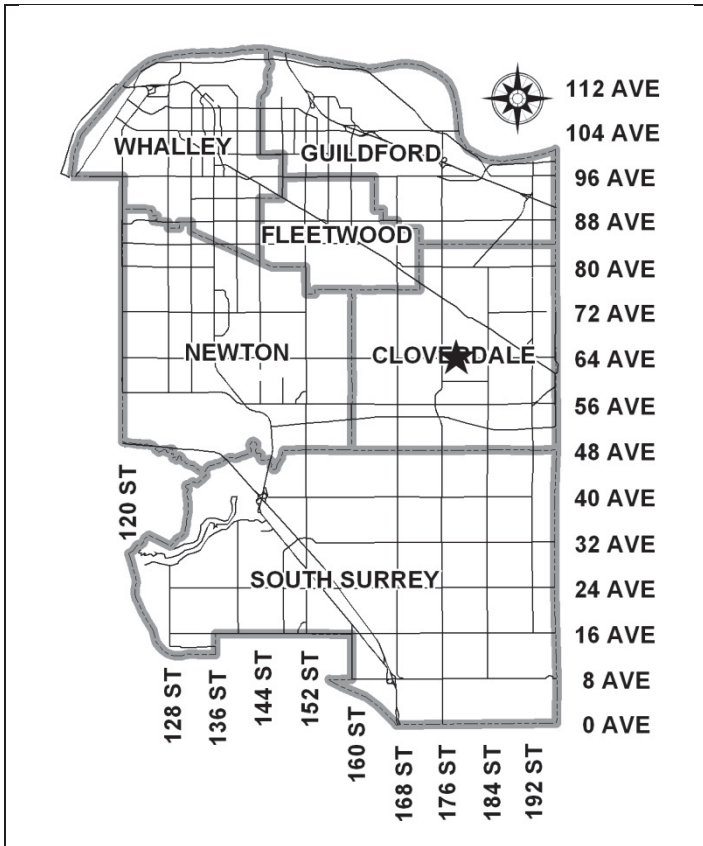 112 AVE
104 AVE
WHALLEY
GUILDFORD
96 AVE
88 AVE
FLEETWOOD
80 AVE
72 AVE
NEWTON
CLOVERDALE
64 AVE
56 AVE
48 AVE
120 ST
40 AVE
32 AVE
SOUTH SURREY
24 AVE
16 AVE
8 AVE
0 AVE
128 ST
136 ST
144 ST
152 ST
160 ST
168 ST
176 ST
184 ST
192 ST